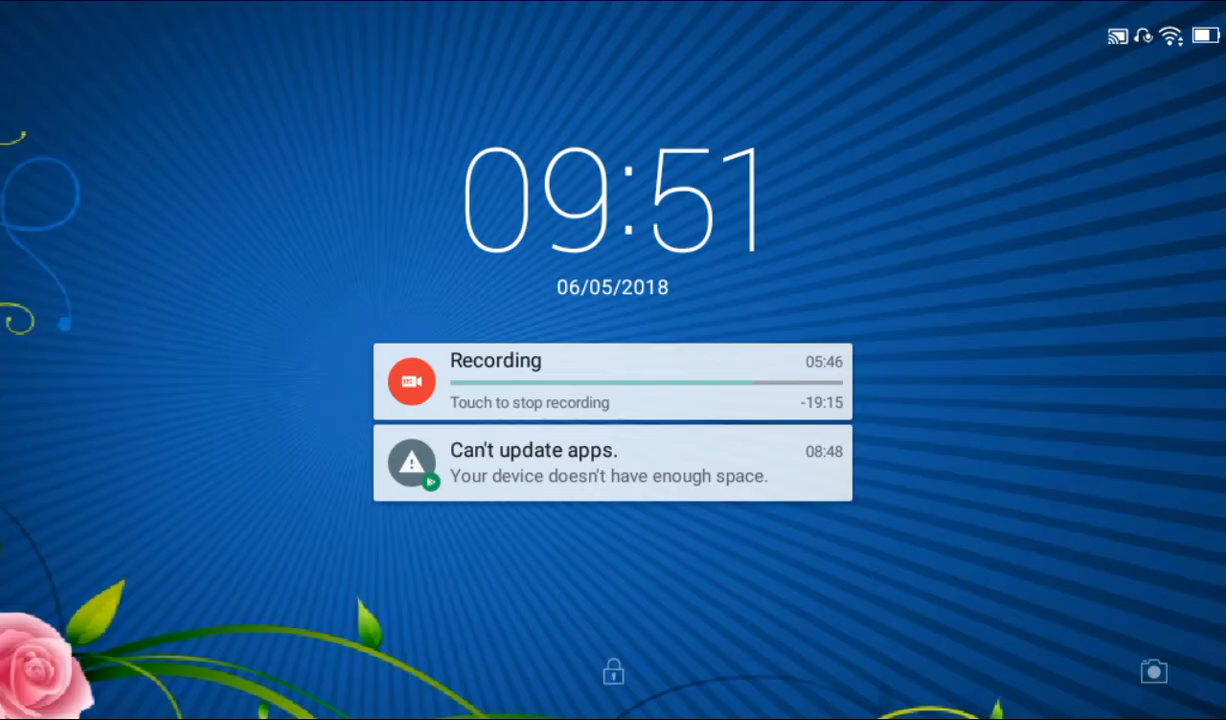 09:51
06/05/2018
Recording 05:46
Touch to stop recording -19:15
Can't update apps. 08:48
Your device doesn't have enough space.